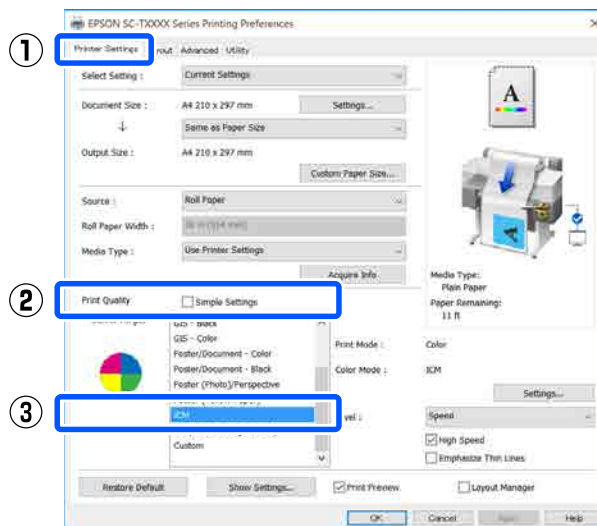 EPSON SC-TXXXX Series Printing Preferences
①
Printer Settings
Advanced Utility
Select Setting :
Current Settings
Document Size :
A4 210 x 297 mm
Settings...
Same as Paper Size
Output Size :
A4 210 x 297 mm
Custom Paper Size...
Source :
Roll Paper
Roll Paper Width :
Media Type :
Use Printer Settings
Acquire Info
A
Media Type:
Plain Paper
Paper Remaining:
11 ft
②
Print Quality
Simple Settings
GIS - Black
GIS - Color
Poster/Document - Color
Poster/Document - Black
Poster (Photo)/Perspective
③
ICM
Custom
Print Mode :
Color
Color Mode :
ICM
Settings...
Speed
High Speed
Emphasize Thin Lines
Restore Default
Show Settings...
Print Preview
Layout Manager
OK
Cancel
Help